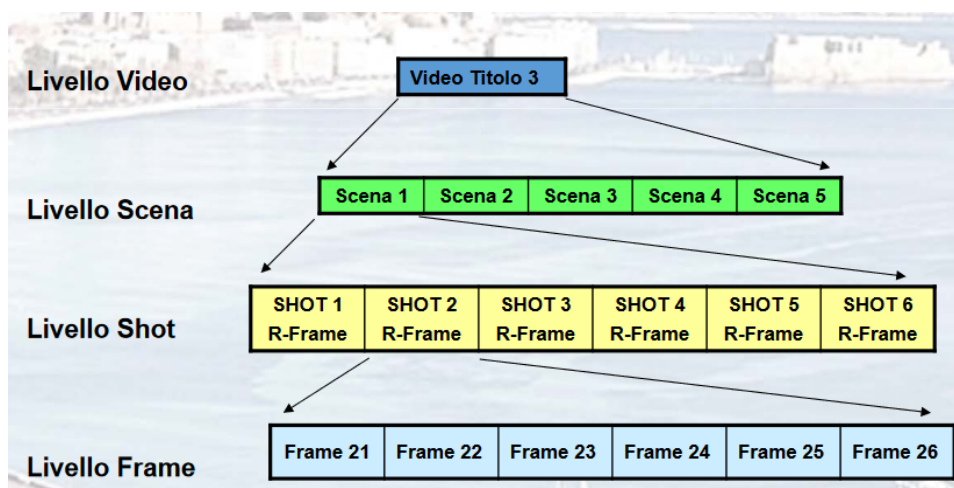 Livello Video
Video Titolo 3
Livello Scena
Scena 1 Scena 2 Scena 3 Scena 4 Scena 5
Livello Shot
SHOT 1 SHOT 2 SHOT 3 SHOT 4 SHOT 5 SHOT 6
R-Frame R-Frame R-Frame R-Frame R-Frame R-Frame
Livello Frame
Frame 21 Frame 22 Frame 23 Frame 24 Frame 25 Frame 26